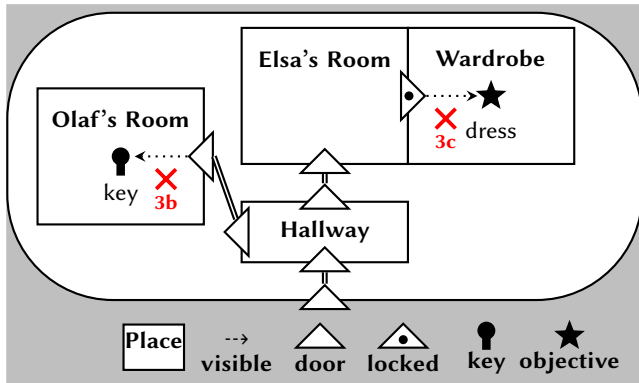 Elsa's Room
Wardrobe
Olaf's Room
key
3b
3c
dress
Hallway
Place
visible
door
locked
key
objective